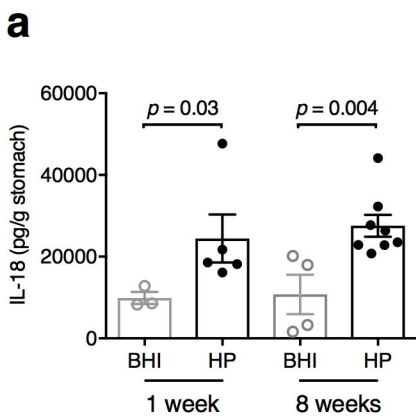 a
60000
p = 0.03
p = 0.004
40000
IL-18 (pg/g stomach)
20000
0
BHI HP BHI HP
1 week 8 weeks